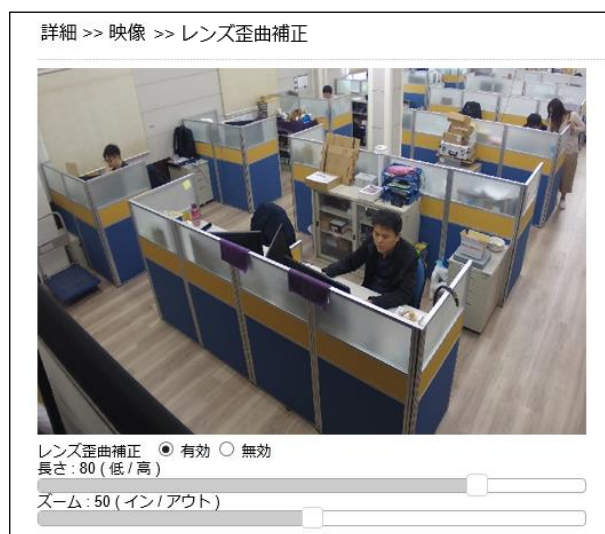 詳細 >> 映像 >> レンズ歪曲補正
レンズ歪曲補正 有効 無効
長さ : 80 ( 低 / 高 )
ズーム : 50 ( イン / アウト )